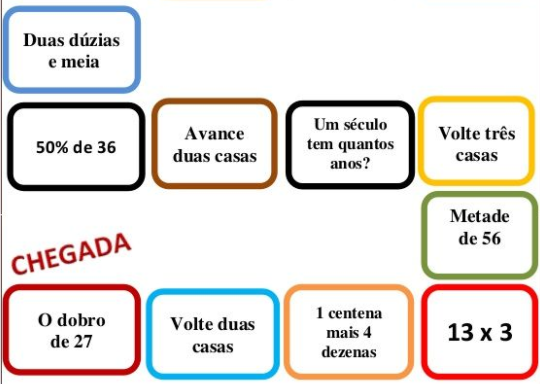 Duas dúzias
e meia
50% de 36
Avance
duas casas
Um século
tem quantos
anos?
Volte três
casas
Metade
de 56
CHEGADA
O dobro
de 27
Volte duas
casas
1 centena
mais 4
dezenas
13 x 3